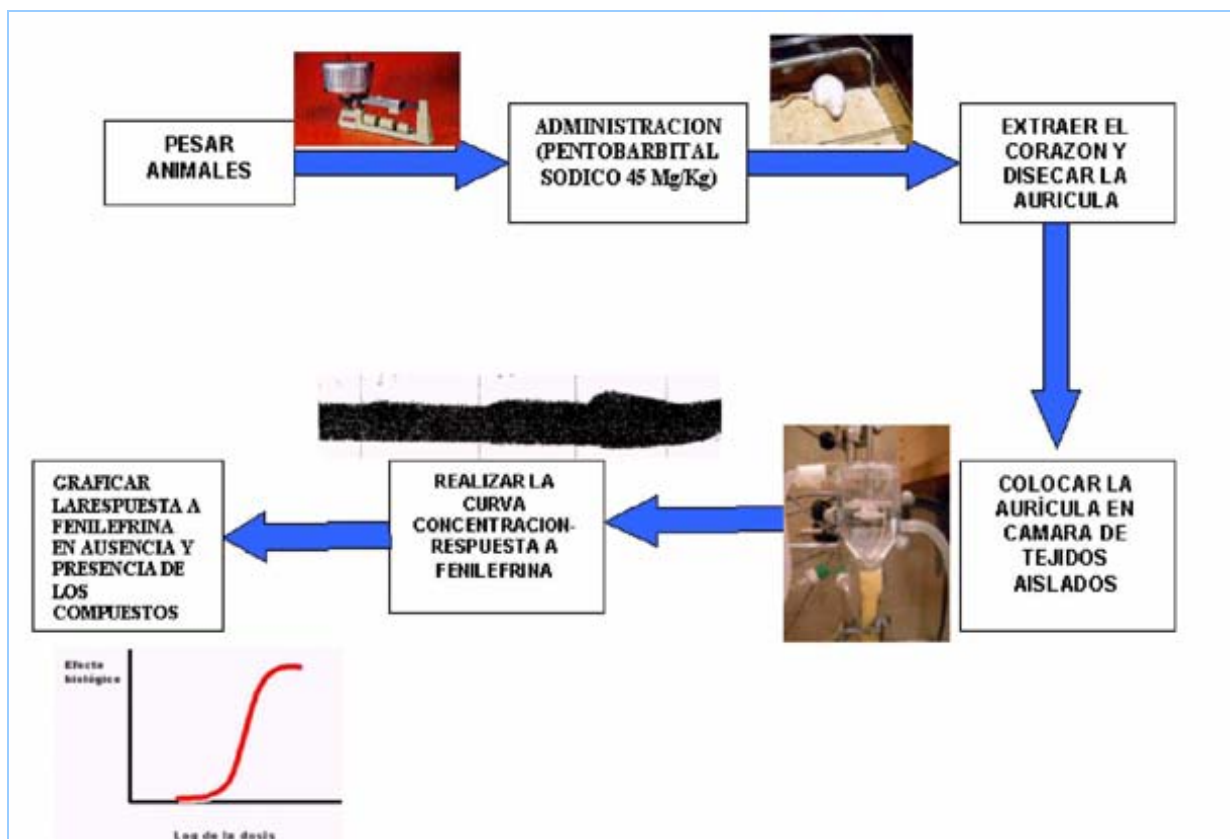 PESAR
ANIMALES
ADMINISTRACION
(PENTOBARBITAL
SODICO 45 Mg/Kg)
EXTRAER EL
CORAZON Y
DISECAR LA
AURICULA
COLOCAR LA
AURÍCULA EN
CAMARA DE
TEJIDOS
AISLADOS
REALIZAR LA
CURVA
CONCENTRACION-
RESPUESTA A
FENILEFRINA
GRAFICAR
LARESPUESTA A
FENILEFRINA
EN AUSENCIA Y
PRESENCIA DE
LOS
COMPUESTOS
Efecto
biológico
Log de la dosis